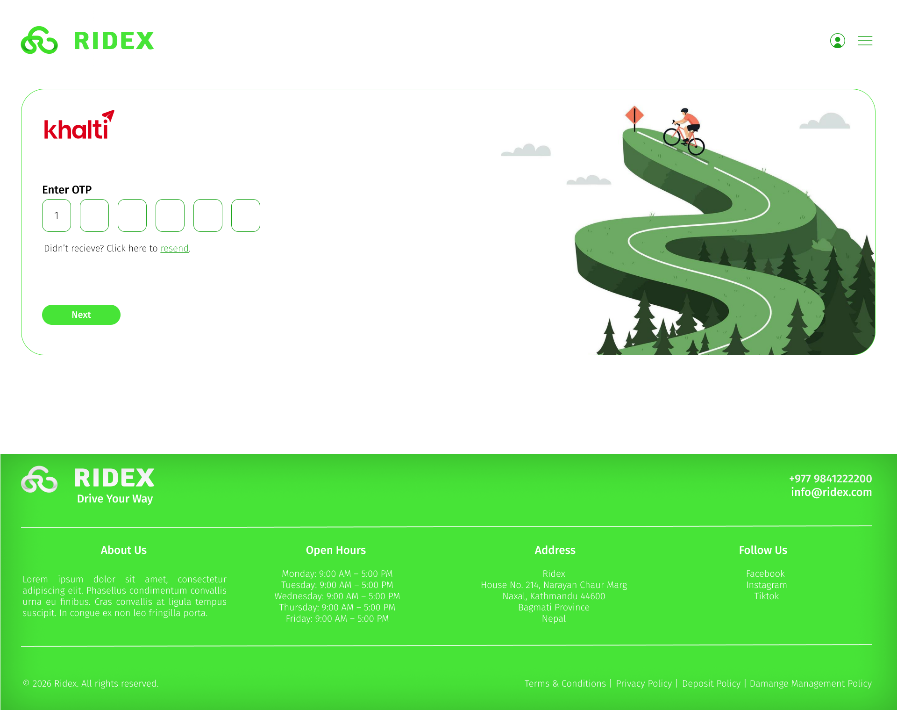 RIDEX
khalti
Enter OTP
1
Didn't recieve? Click here to resend.
Next
RIDEX
Drive Your Way
+977 9841222200
info@ridex.com
About Us
Lorem ipsum dolor sit amet, consectetur
adipiscing elit. Phasellus condimentum convallis
urna eu finibus. Cras convallis at ligula tempus
suscipit. In congue ex non leo fringilla porta.
Open Hours
Monday: 9:00 AM – 5:00 PM
Tuesday: 9:00 AM – 5:00 PM
Wednesday: 9:00 AM – 5:00 PM
Thursday: 9:00 AM – 5:00 PM
Friday: 9:00 AM – 5:00 PM
Address
Ridex
House No. 214, Narayan Chaur Marg
Naxal, Kathmandu 44600
Bagmati Province
Nepal
Follow Us
Facebook
Instagram
Tiktok
© 2026 Ridex. All rights reserved.
Terms & Conditions | Privacy Policy | Deposit Policy | Damange Management Policy